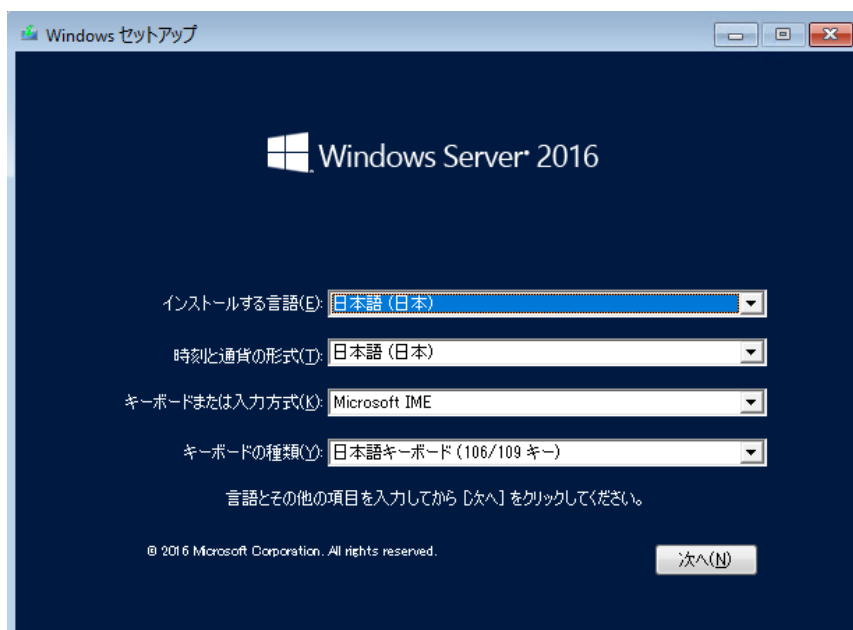 Windows セットアップ
Windows Server 2016
インストールする言語(E): 日本語 (日本)
時刻と通貨の形式(T): 日本語 (日本)
キーボードまたは入力方式(K): Microsoft IME
キーボードの種類(Y): 日本語キーボード (106/109 キー)
言語とその他の項目を入力してから [次へ] をクリックしてください。
© 2016 Microsoft Corporation. All rights reserved.
次へ(N)